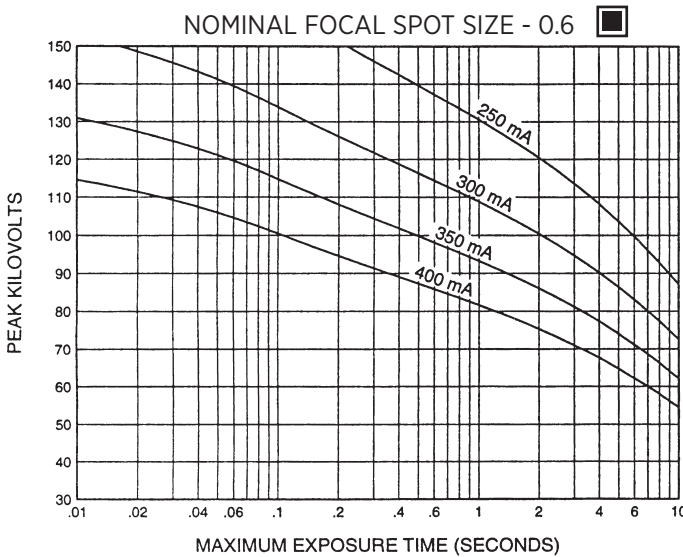 NOMINAL FOCAL SPOT SIZE - 0.6
150
140
130
120
110
100
90
80
70
60
50
40
30
PEAK KILOVOLTS
250 mA
300 mA
350 mA
400 mA
.01 .02 .04 .06 .1 .2 .4 .6 1 2 4 6 10
MAXIMUM EXPOSURE TIME (SECONDS)